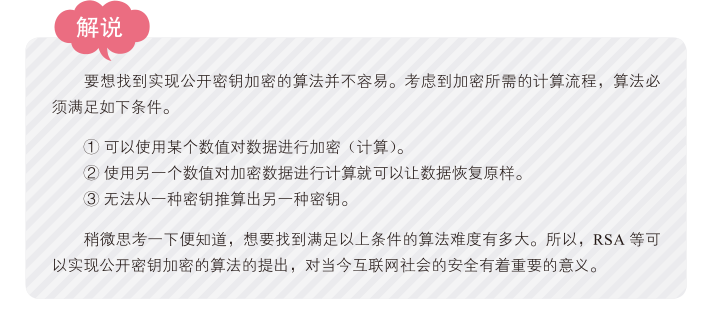 解说
要想找到实现公开密钥加密的算法并不容易。考虑到加密所需的计算流程，算法必
须满足如下条件。
① 可以使用某个数值对数据进行加密（计算）。
② 使用另一个数值对加密数据进行计算就可以让数据恢复原样。
③ 无法从一种密钥推算出另一种密钥。
稍微思考一下便知道，想要找到满足以上条件的算法难度有多大。所以，RSA 等可
以实现公开密钥加密的算法的提出，对当今互联网社会的安全有着重要的意义。